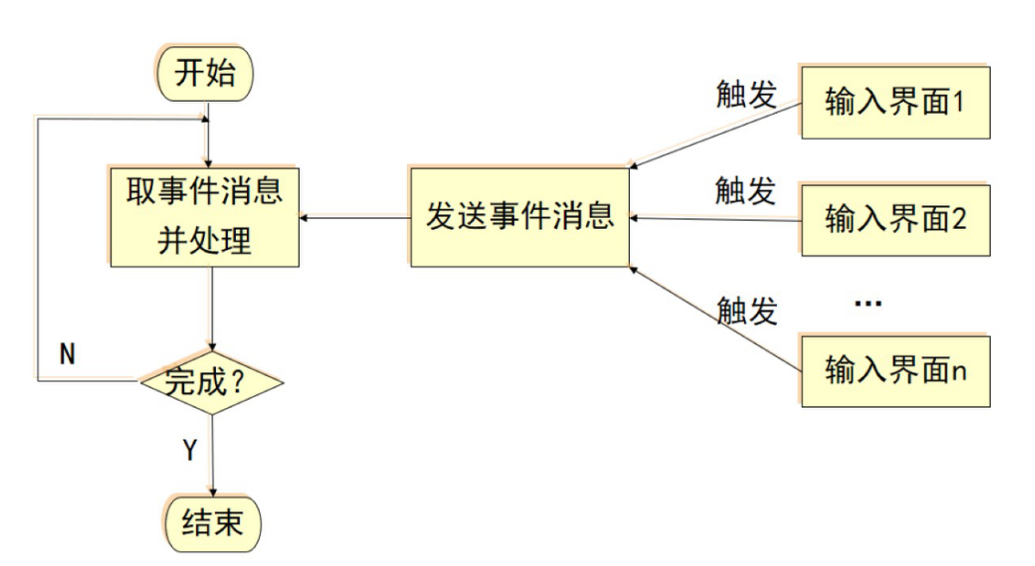 开始
取事件消息
并处理
N
完成?
Y
结束
发送事件消息
触发
输入界面1
触发
输入界面2
...
触发
输入界面n